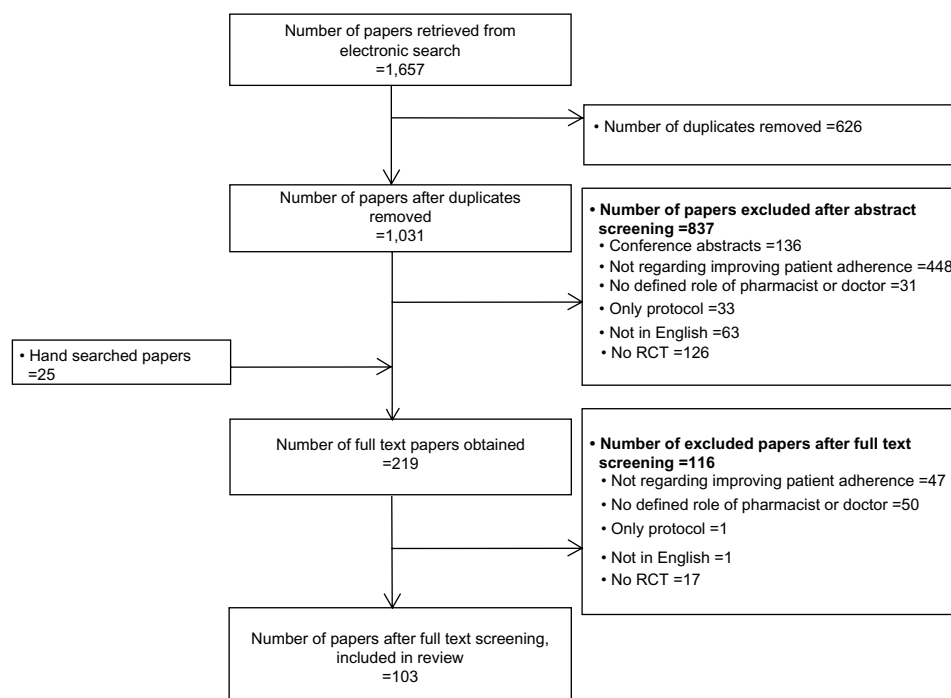 Number of papers retrieved from
electronic search
=1,657
• Number of duplicates removed =626
Number of papers after duplicates
removed
=1,031
• Number of papers excluded after abstract
screening =837
• Conference abstracts =136
• Not regarding improving patient adherence =448
• No defined role of pharmacist or doctor =31
• Only protocol =33
• Not in English =63
• No RCT =126
• Hand searched papers
=25
Number of full text papers obtained
=219
• Number of excluded papers after full text
screening =116
• Not regarding improving patient adherence =47
• No defined role of pharmacist or doctor =50
• Only protocol =1
• Not in English =1
• No RCT =17
Number of papers after full text screening,
included in review
=103